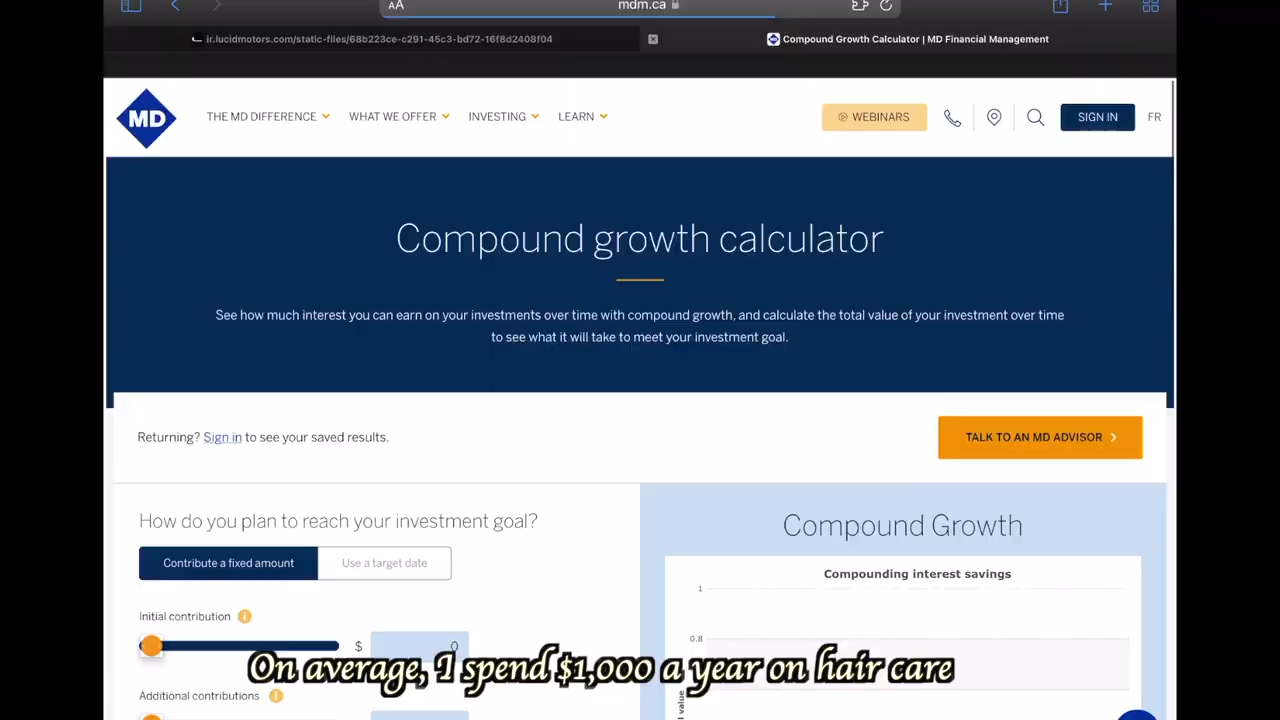 AA
mdm.ca
ir.lucidmotors.com/static-files/68b223ce-c291-45c3-bd72-16f8d2408f04
Compound Growth Calculator | MD Financial Management
MD
THE MD DIFFERENCE
WHAT WE OFFER
INVESTING
LEARN
WEBINARS
SIGN IN
FR
Compound growth calculator
See how much interest you can earn on your investments over time with compound growth, and calculate the total value of your investment over time
to see what it will take to meet your investment goal.
Returning? Sign in to see your saved results.
TALK TO AN MD ADVISOR
How do you plan to reach your investment goal?
Contribute a fixed amount
Use a target date
Initial contribution
$
0
Additional contributions
Compound Growth
Compounding interest savings
1
0.8
value
On average, I spend $1,000 a year on hair care